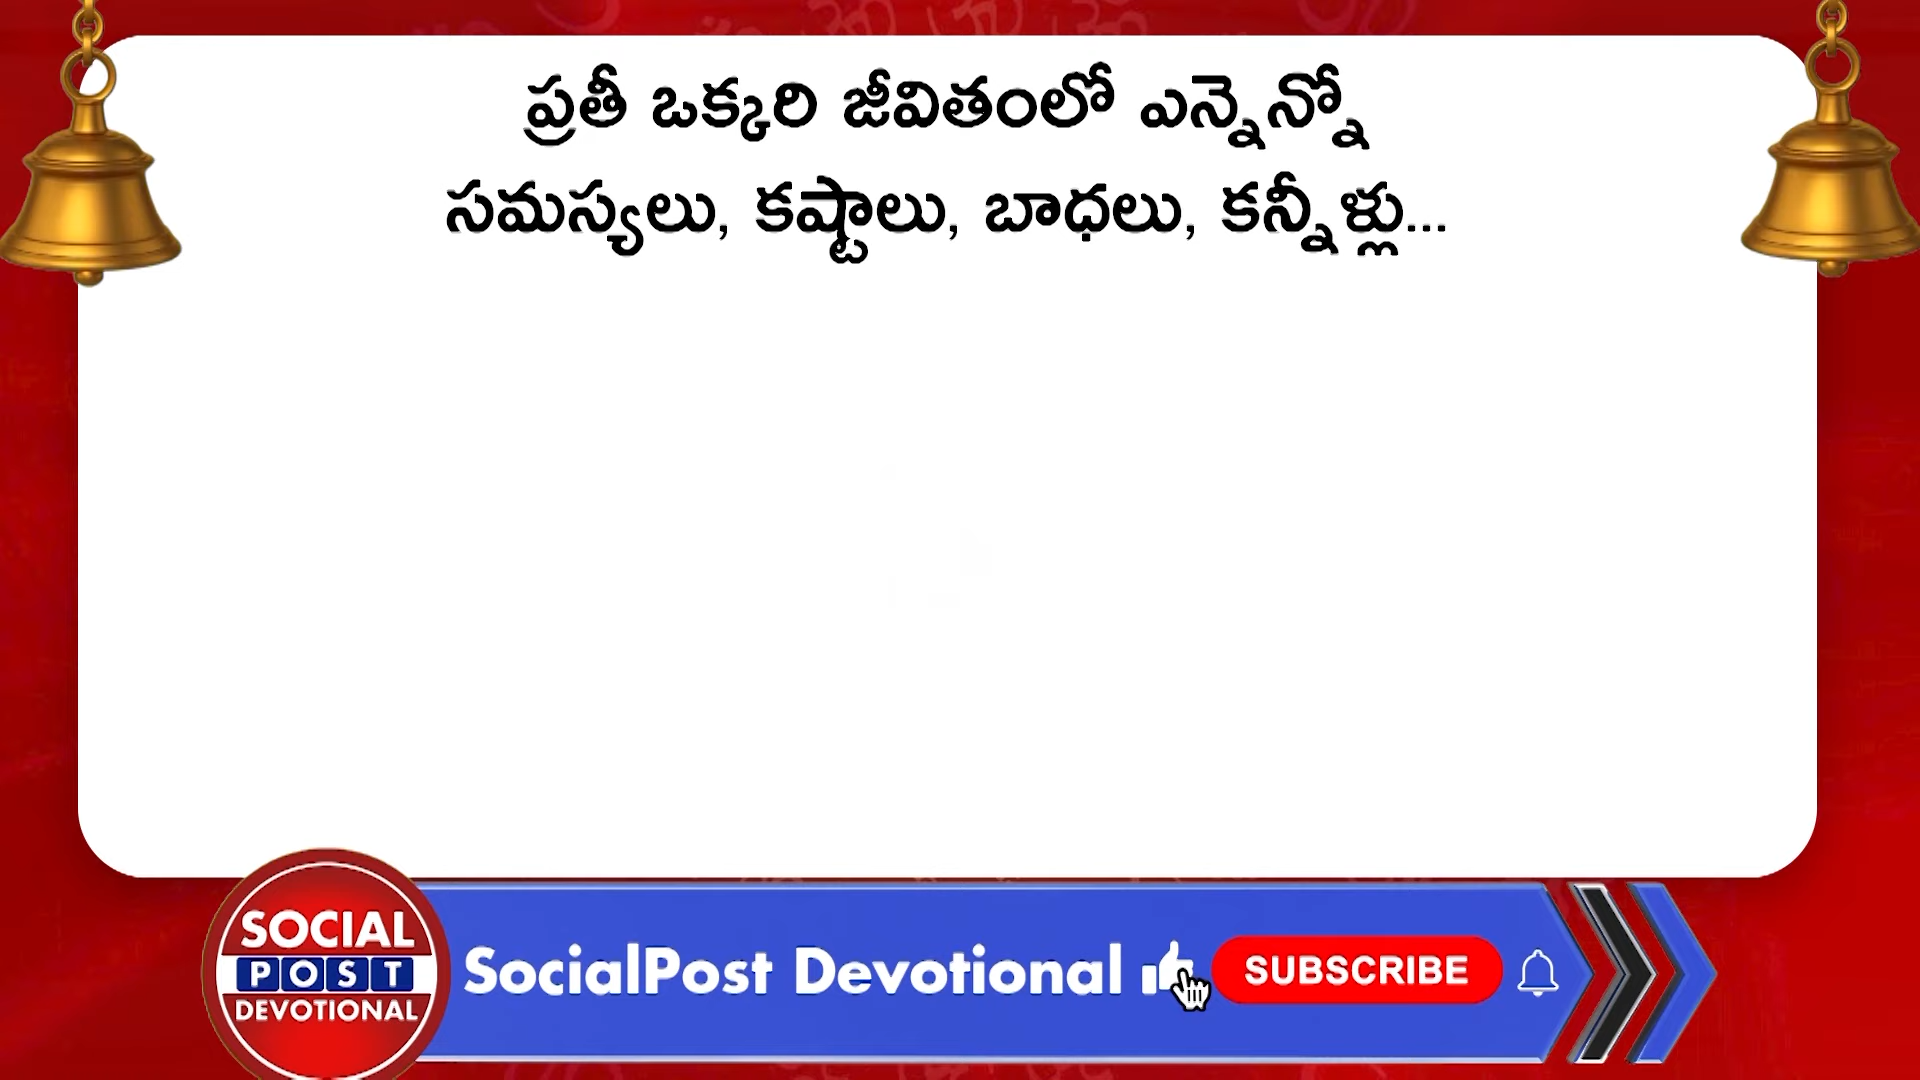 ప్రతీ ఒక్కరి జీవితంలో ఎన్నెన్నో
సమస్యలు, కష్టాలు, బాధలు, కన్నీళ్లు...
SOCIAL
POST
DEVOTIONAL
SocialPost Devotional
SUBSCRIBE